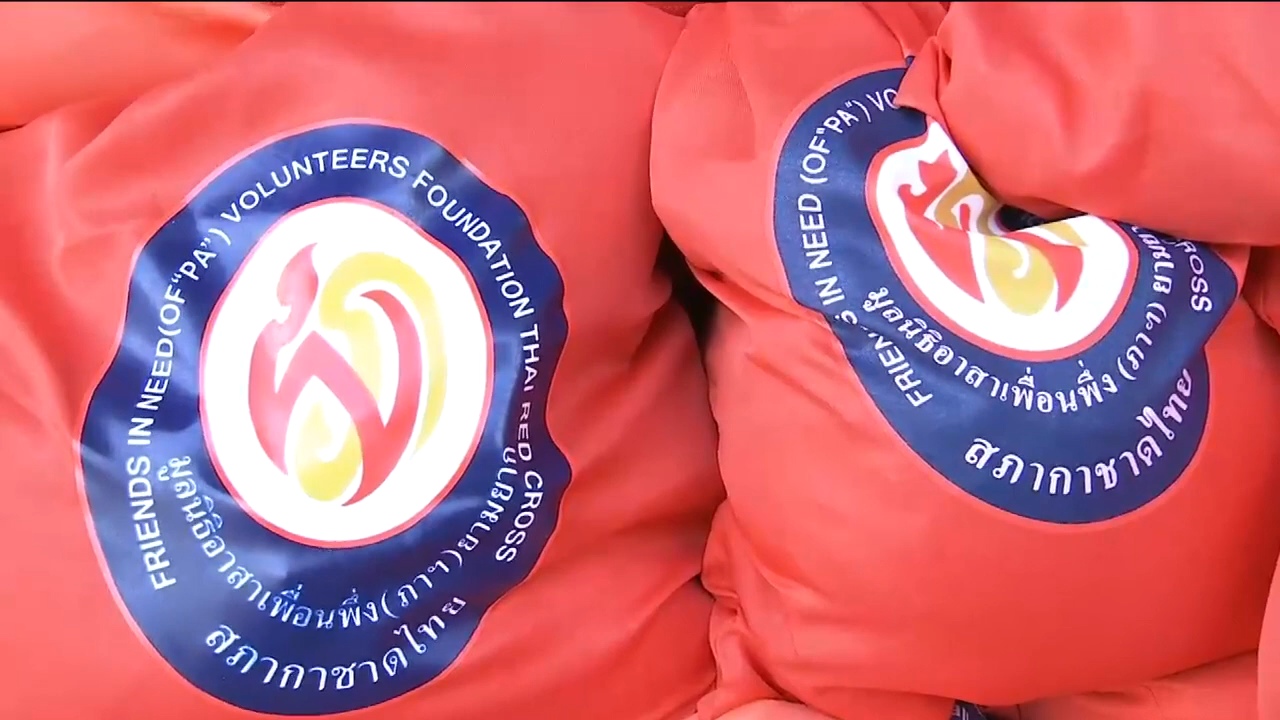 FRIENDS IN NEED (OF "PA") VOLUNTEERS FOUNDATION THAI RED CROSS
มูลนิธิอาสาเพื่อนพึ่ง (ภาฯ) ยามยาก
สภากาชาดไทย
FRIENDS IN NEED (OF "PA") VO
ROSS
มูลนิธิอาสาเพื่อนพึ่ง (ภาฯ) ยาม
สภากาชาดไทย